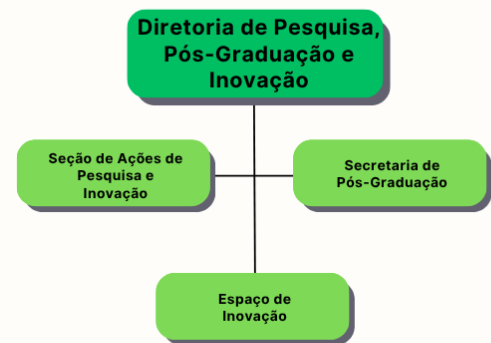 Diretoria de Pesquisa,
Pós-Graduação e
Inovação
Seção de Ações de
Pesquisa e
Inovação
Secretaria de
Pós-Graduação
Espaço de
Inovação